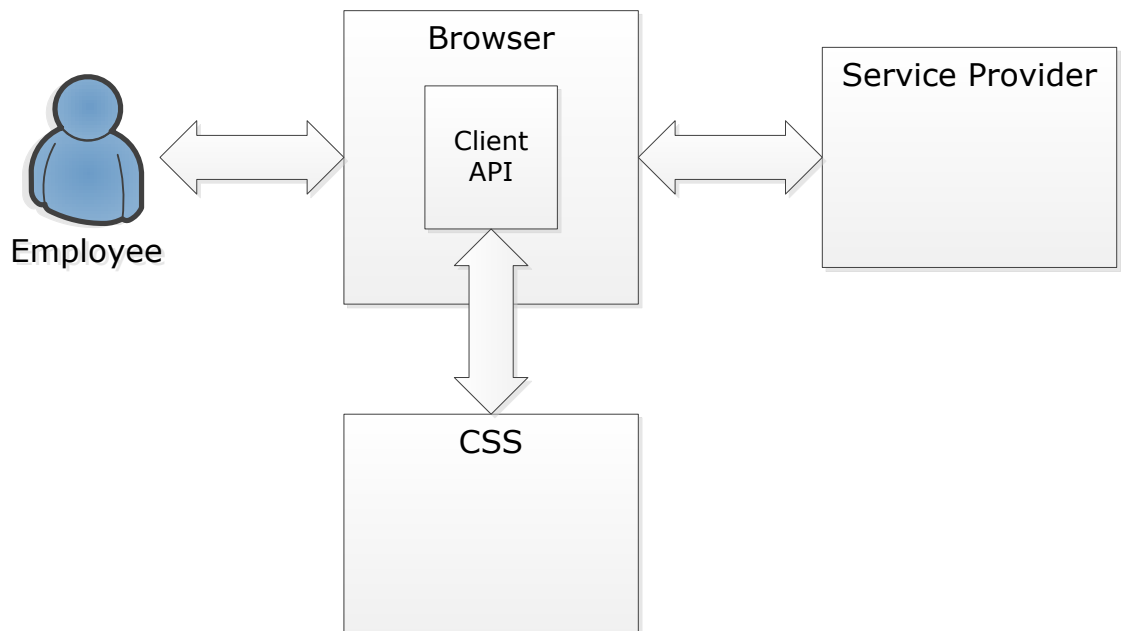 Browser
Service Provider
Client
API
Employee
CSS